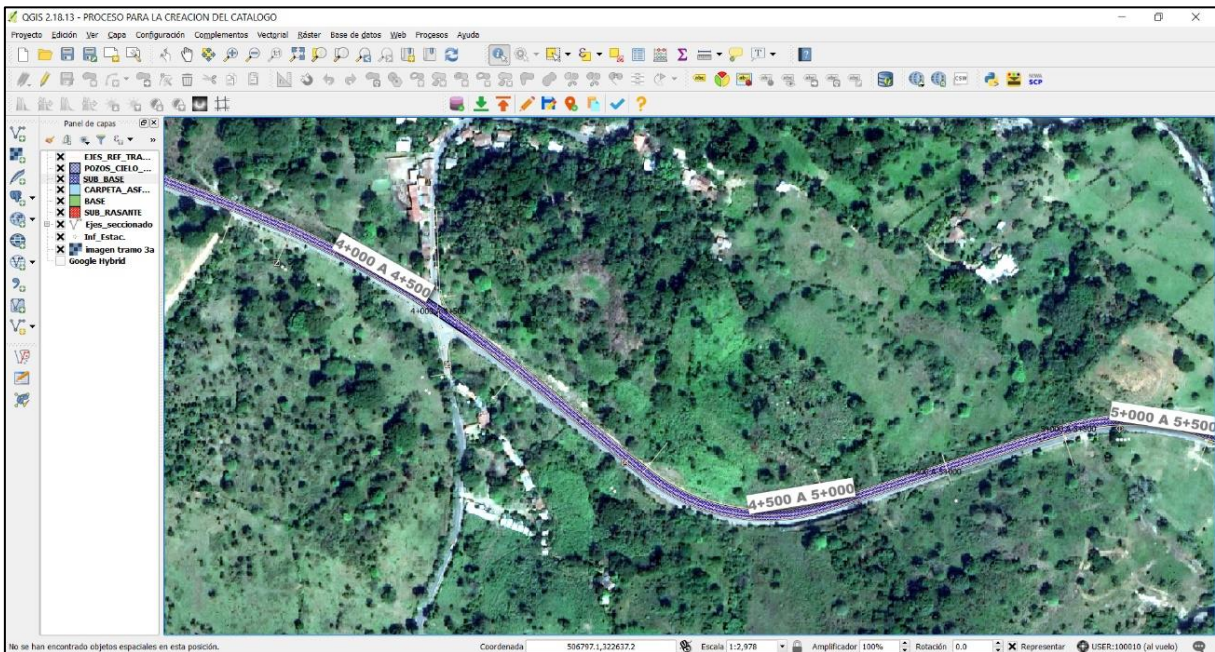 QGIS 2.18.13 - PROCESO PARA LA CREACION DEL CATALOGO
Proyecto Edición Ver Capa Configuración Complementos Vectorial Ráster Base de datos Web Procesos Ayuda
CSW
SCP
Panel de capas
EJES_REF_TRA...
POZOS_CIELO_...
SUB_BASE
CARPETA_ASF...
BASE
SUB_RASANTE
Ejes_seccionado
Inf_Estac.
imagen tramo 3a
Google Hybrid
4+000 A 4+500
4+500 A 5+000
5+000 A 5+500
No se han encontrado objetos espaciales en esta posición.
Coordenada 506797.1,322637.2 Escala 1:2,978 Amplificador 100% Rotación 0.0 Representar USER:100010 (al vuelo)